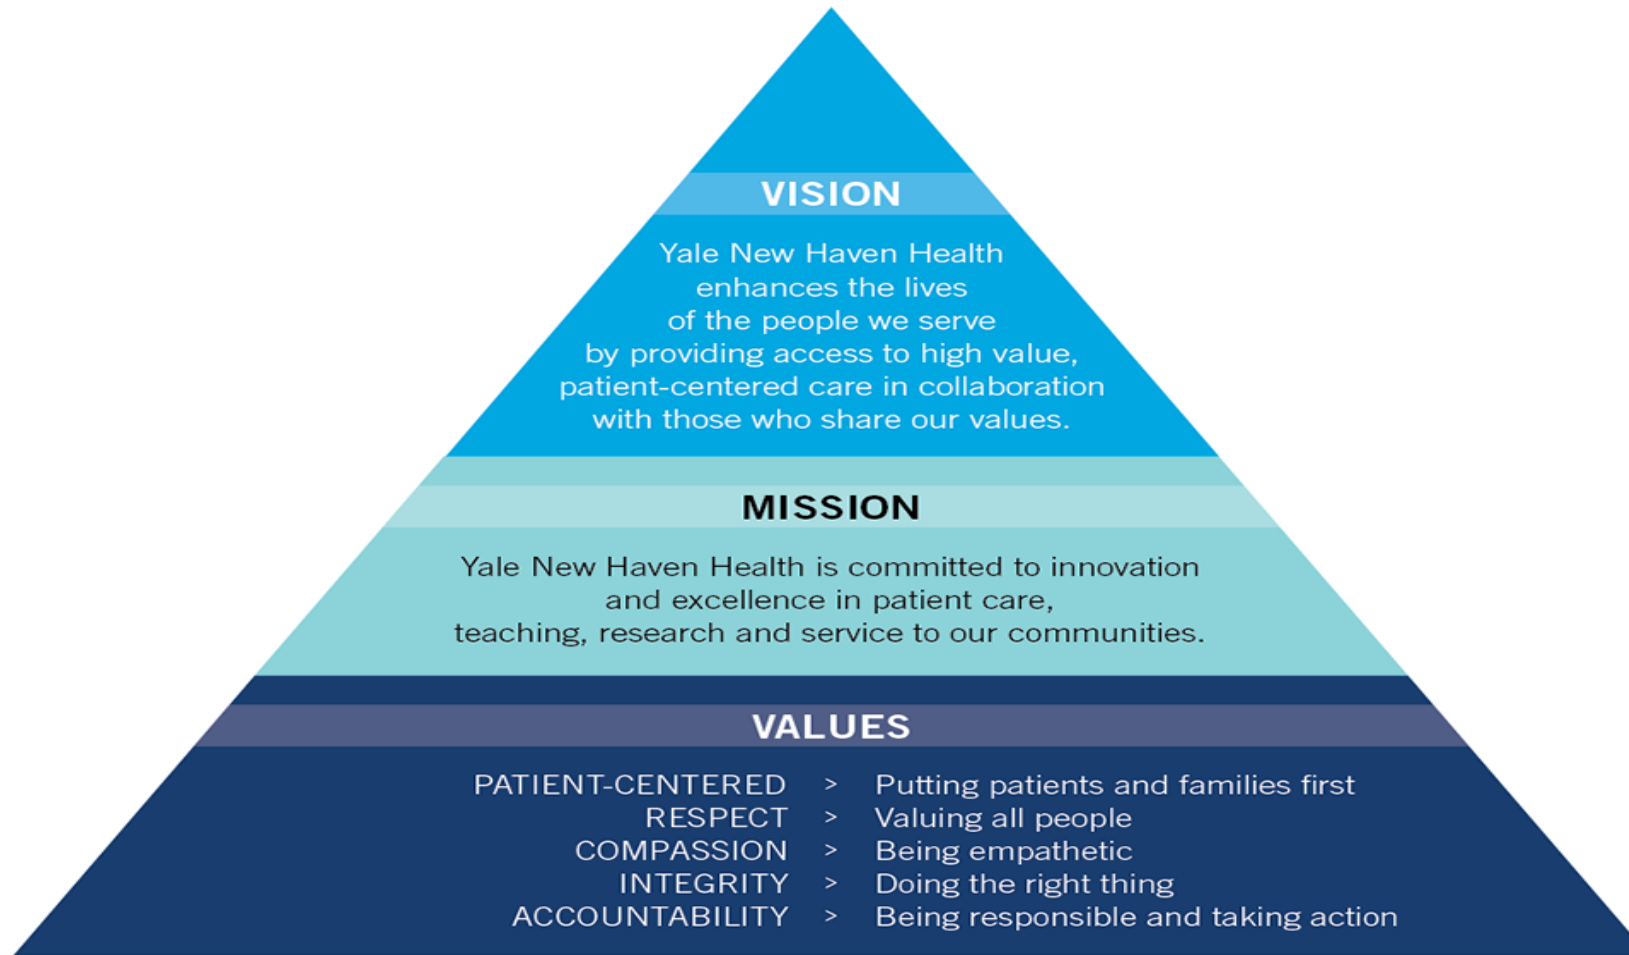 VISION
Yale New Haven Health
enhances the lives
of the people we serve
by providing access to high value,
patient-centered care in collaboration
with those who share our values.
MISSION
Yale New Haven Health is committed to innovation
and excellence in patient care,
teaching, research and service to our communities.
VALUES
PATIENT-CENTERED > Putting patients and families first
RESPECT > Valuing all people
COMPASSION > Being empathetic
INTEGRITY > Doing the right thing
ACCOUNTABILITY > Being responsible and taking action